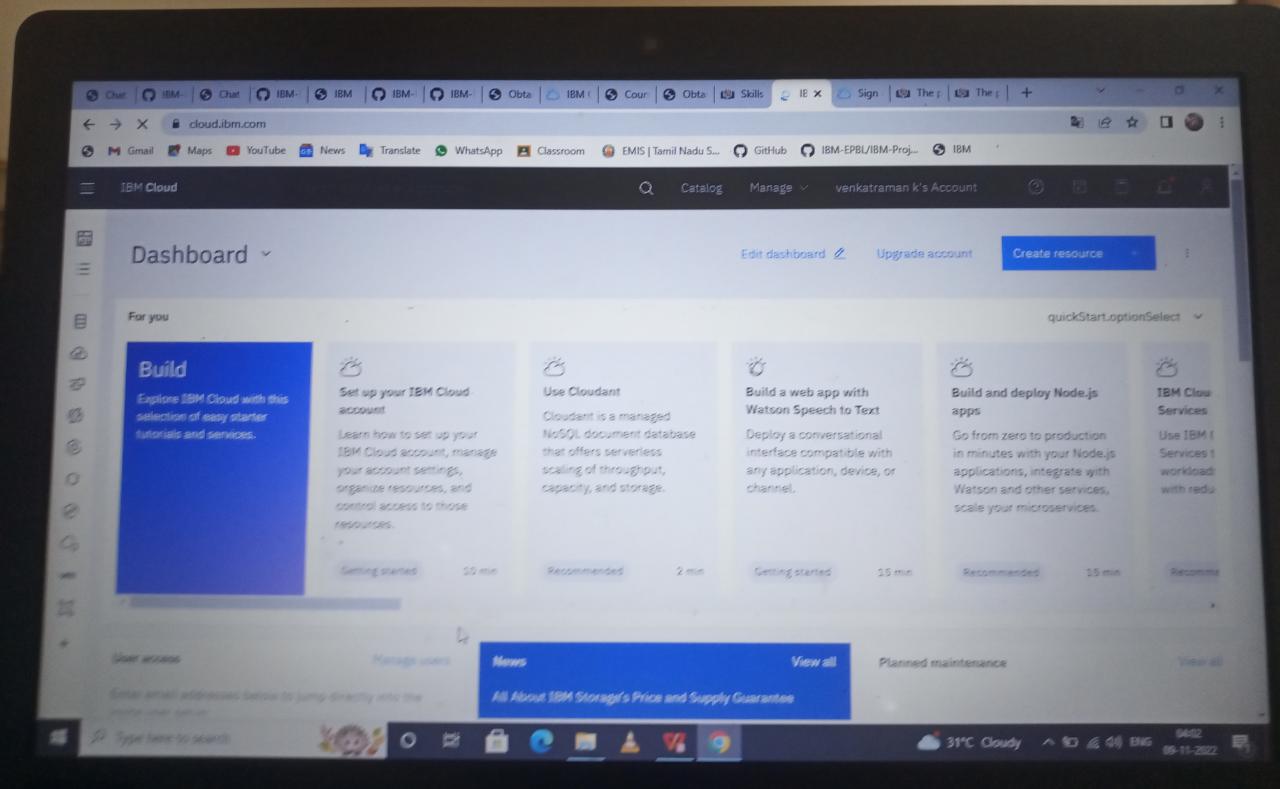 Chat IBM- Chat IBM- IBM IBM- IBM- Obta IBM Cour Obta Skills IE Sign The The
cloud.ibm.com
Gmail Maps YouTube News Translate WhatsApp Classroom EMIS | Tamil Nadu S... GitHub IBM-EPBL/IBM-Proj... IBM
IBM Cloud Catalog Manage venkatraman k's Account
Dashboard Edit dashboard Upgrade account Create resource
For you quickStart.optionSelect
Build
Explore IBM Cloud with this
selection of easy starter
tutorials and services.
Set up your IBM Cloud
account
Learn how to set up your
IBM Cloud account, manage
your account settings,
organize resources, and
control access to those
resources.
Getting started 10 min
Use Cloudant
Cloudant is a managed
NoSQL document database
that offers serverless
scaling of throughput,
capacity, and storage.
Recommended 2 min
Build a web app with
Watson Speech to Text
Deploy a conversational
interface compatible with
any application, device, or
channel.
Getting started 15 min
Build and deploy Node.js
apps
Go from zero to production
in minutes with your Node.js
applications, integrate with
Watson and other services,
scale your microservices.
Recommended 15 min
IBM Clou
Services
Use IBM
Services
workload
with redu
Recomme
User access Manage users
Enter email addresses below to jump directly into the
News View all
All About IBM Storage's Price and Supply Guarantee
Planned maintenance View all
Type here to search
31°C Cloudy ENG 04:02
09-11-2022